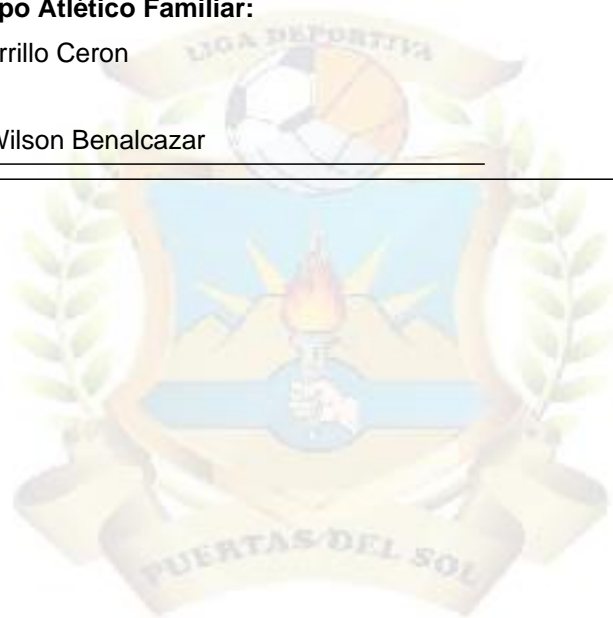 po Atlético Familiar:
LIGA DEPORTIVA
rrillo Ceron
Wilson Benalcazar
PUERTAS DEL SOL